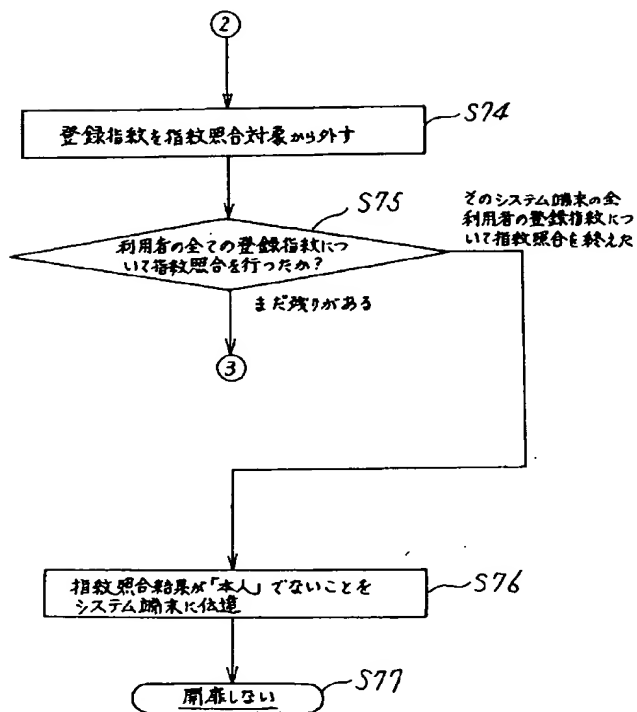 ②
登録指紋を指紋照合対象から外す
S74
S75
利用者の全ての登録指紋につ
いて指紋照合を行ったか?
そのシステム端末の全
利用者の登録指紋につ
いて指紋照合を終えた
まだ残りがある
③
指紋照合結果が「本人」でないことを
システム端末に伝達
S76
開扉しない
S77